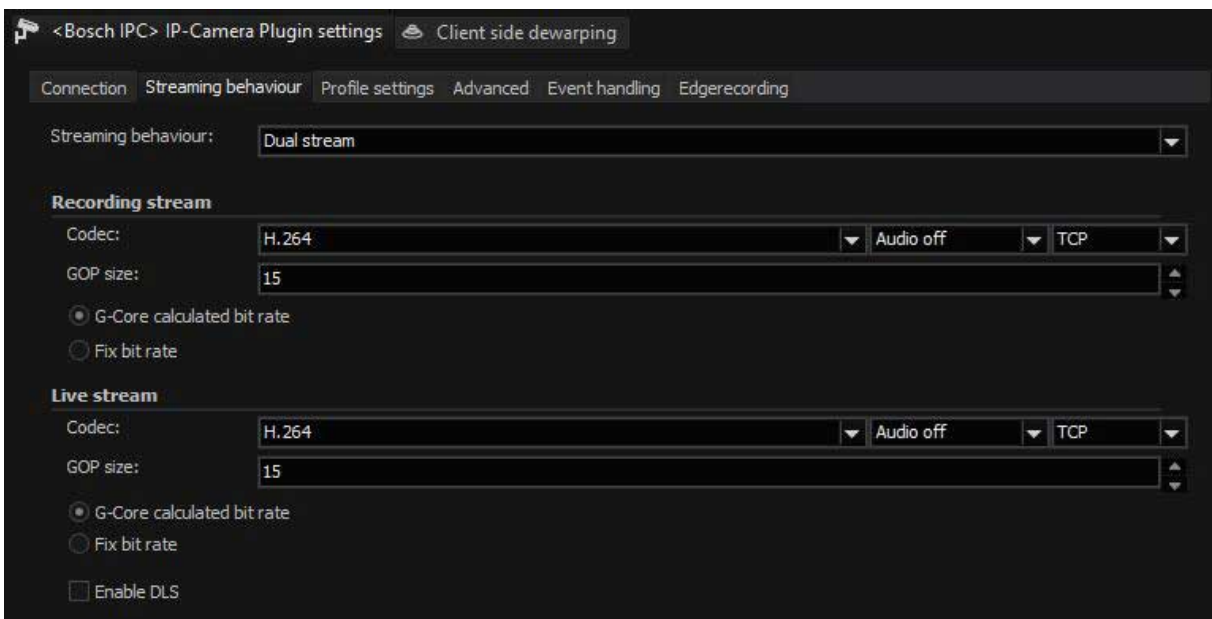 <Bosch IPC> IP-Camera Plugin settings Client side dewarping
Connection Streaming behaviour Profile settings Advanced Event handling Edgerecording
Streaming behaviour: Dual stream
Recording stream
Codec: H.264 Audio off TCP
GOP size: 15
G-Core calculated bit rate
Fix bit rate
Live stream
Codec: H.264 Audio off TCP
GOP size: 15
G-Core calculated bit rate
Fix bit rate
Enable DLS